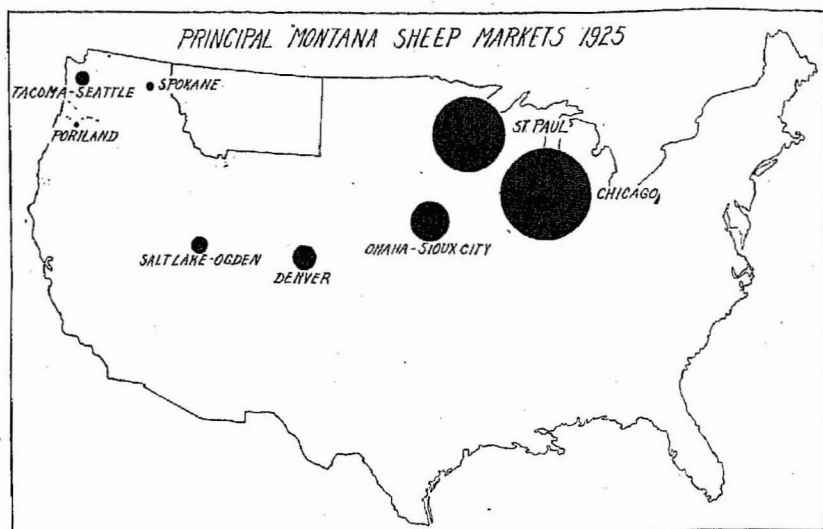 PRINCIPAL MONTANA SHEEP MARKETS 1925
TACOMA-SEATTLE
SPOKANE
PORTLAND
ST. PAUL
CHICAGO
SALT LAKE-OGDEN
DENVER
OMAHA-SIOUX CITY